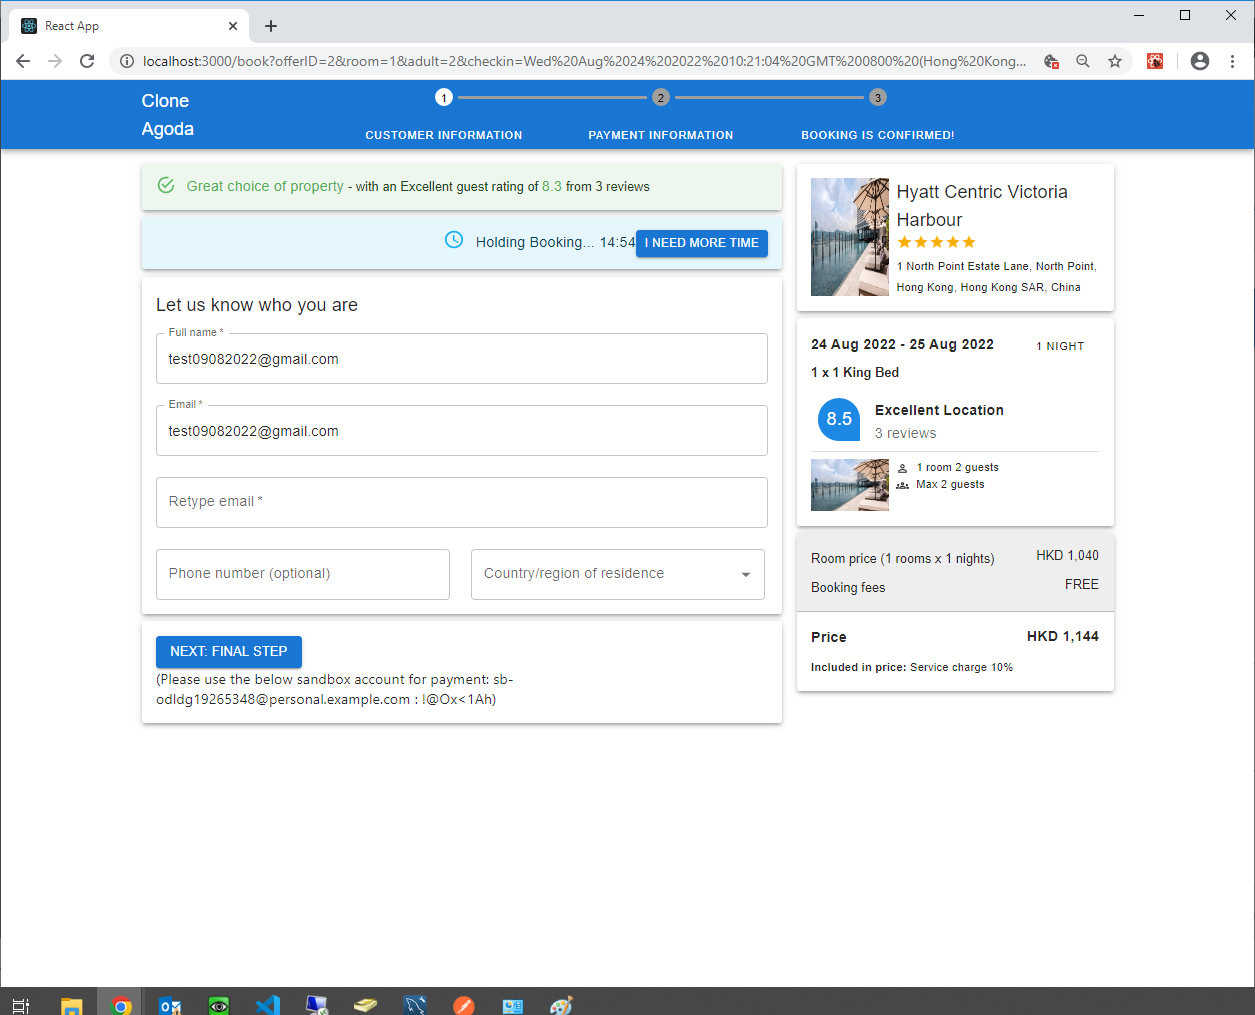 React App
localhost:3000/book?offerID=2&room=1&adult=2&checkin=Wed%20Aug%2024%202022%2010:21:04%20GMT%200800%20(Hong%20Kong...
Clone
Agoda
1
2
3
CUSTOMER INFORMATION
PAYMENT INFORMATION
BOOKING IS CONFIRMED!
Great choice of property - with an Excellent guest rating of 8.3 from 3 reviews
Holding Booking... 14:54
I NEED MORE TIME
Let us know who you are
Full name *
test09082022@gmail.com
Email *
test09082022@gmail.com
Retype email *
Phone number (optional)
Country/region of residence
NEXT: FINAL STEP
(Please use the below sandbox account for payment: sb-
odldg19265348@personal.example.com : !@Ox<1Ah)
Hyatt Centric Victoria
Harbour
1 North Point Estate Lane, North Point,
Hong Kong, Hong Kong SAR, China
24 Aug 2022 - 25 Aug 2022
1 NIGHT
1 x 1 King Bed
8.5
Excellent Location
3 reviews
1 room 2 guests
Max 2 guests
Room price (1 rooms x 1 nights)
HKD 1,040
Booking fees
FREE
Price
HKD 1,144
Included in price: Service charge 10%